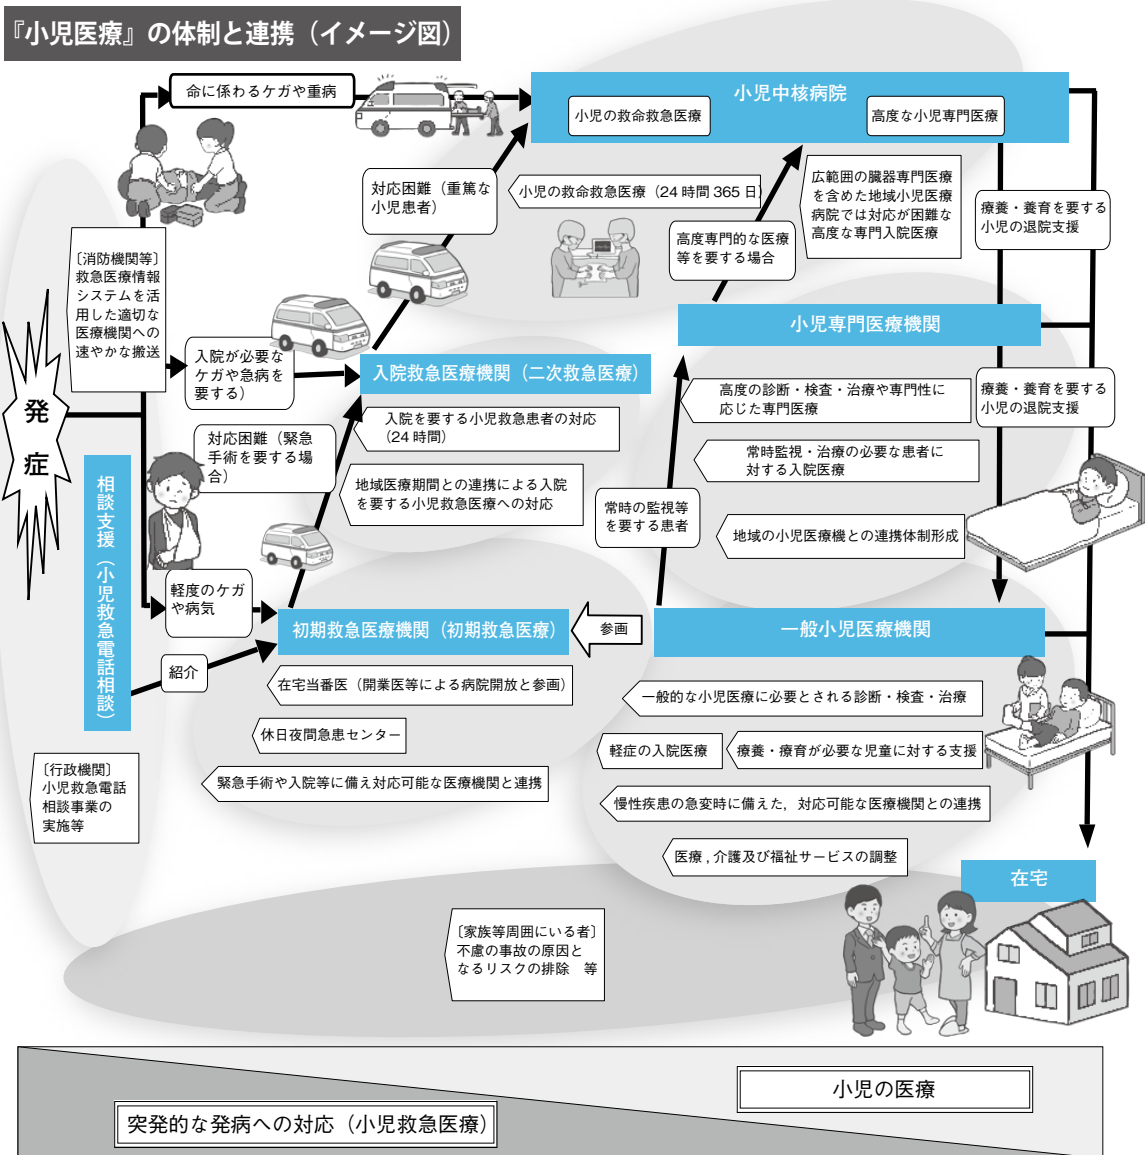 『小児医療』の体制と連携（イメージ図）
命に係わるケガや重病
小児中核病院
小児の救命救急医療
高度な小児専門医療
対応困難（重篤な
小児患者）
小児の救命救急医療（24時間365日）
広範囲の臓器専門医療
を含めた地域小児医療
病院では対応が困難な
高度な専門入院医療
療養・養育を要する
小児の退院支援
高度専門的な医療
等を要する場合
〔消防機関等〕
救急医療情報
システムを活
用した適切な
医療機関への
速やかな搬送
小児専門医療機関
入院が必要な
ケガや急病を
要する）
入院救急医療機関（二次救急医療）
高度の診断・検査・治療や専門性に
応じた専門医療
療養・養育を要する
小児の退院支援
発症
入院を要する小児救急患者の対応
（24時間）
対応困難（緊急
手術を要する場
合）
常時監視・治療の必要な患者に
対する入院医療
相談支援（小児救急電話相談）
地域医療期間との連携による入院
を要する小児救急医療への対応
常時の監視等
を要する患者
地域の小児医療機との連携体制形成
軽度のケガ
や病気
初期救急医療機関（初期救急医療）
参画
一般小児医療機関
紹介
在宅当番医（開業医等による病院開放と参画）
一般的な小児医療に必要とされる診断・検査・治療
休日夜間急患センター
軽症の入院医療
療養・療育が必要な児童に対する支援
〔行政機関〕
小児救急電話
相談事業の
実施等
緊急手術や入院等に備え対応可能な医療機関と連携
慢性疾患の急変時に備えた，対応可能な医療機関との連携
医療，介護及び福祉サービスの調整
在宅
〔家族等周囲にいる者〕
不慮の事故の原因と
なるリスクの排除　等
小児の医療
突発的な発病への対応（小児救急医療）